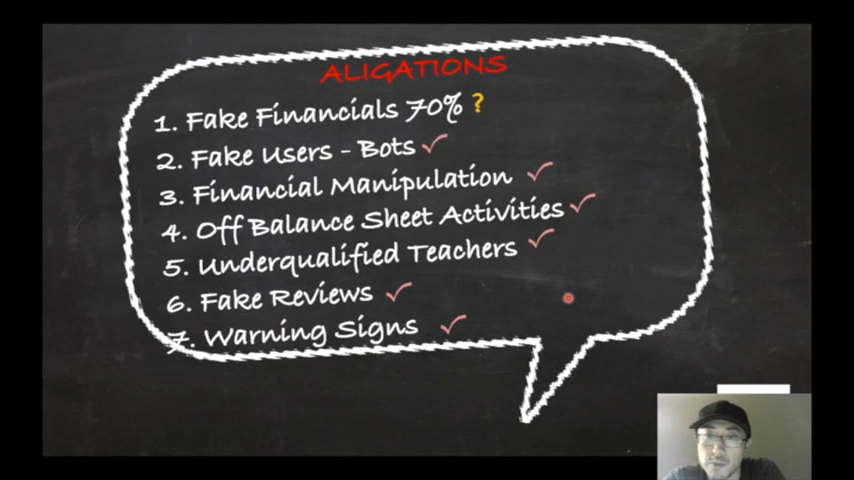 ALIGATIONS
1. Fake Financials 70% ?
2. Fake Users - Bots ✓
3. Financial Manipulation ✓
4. Off Balance Sheet Activities ✓
5. Underqualified Teachers ✓
6. Fake Reviews ✓
7. Warning Signs ✓